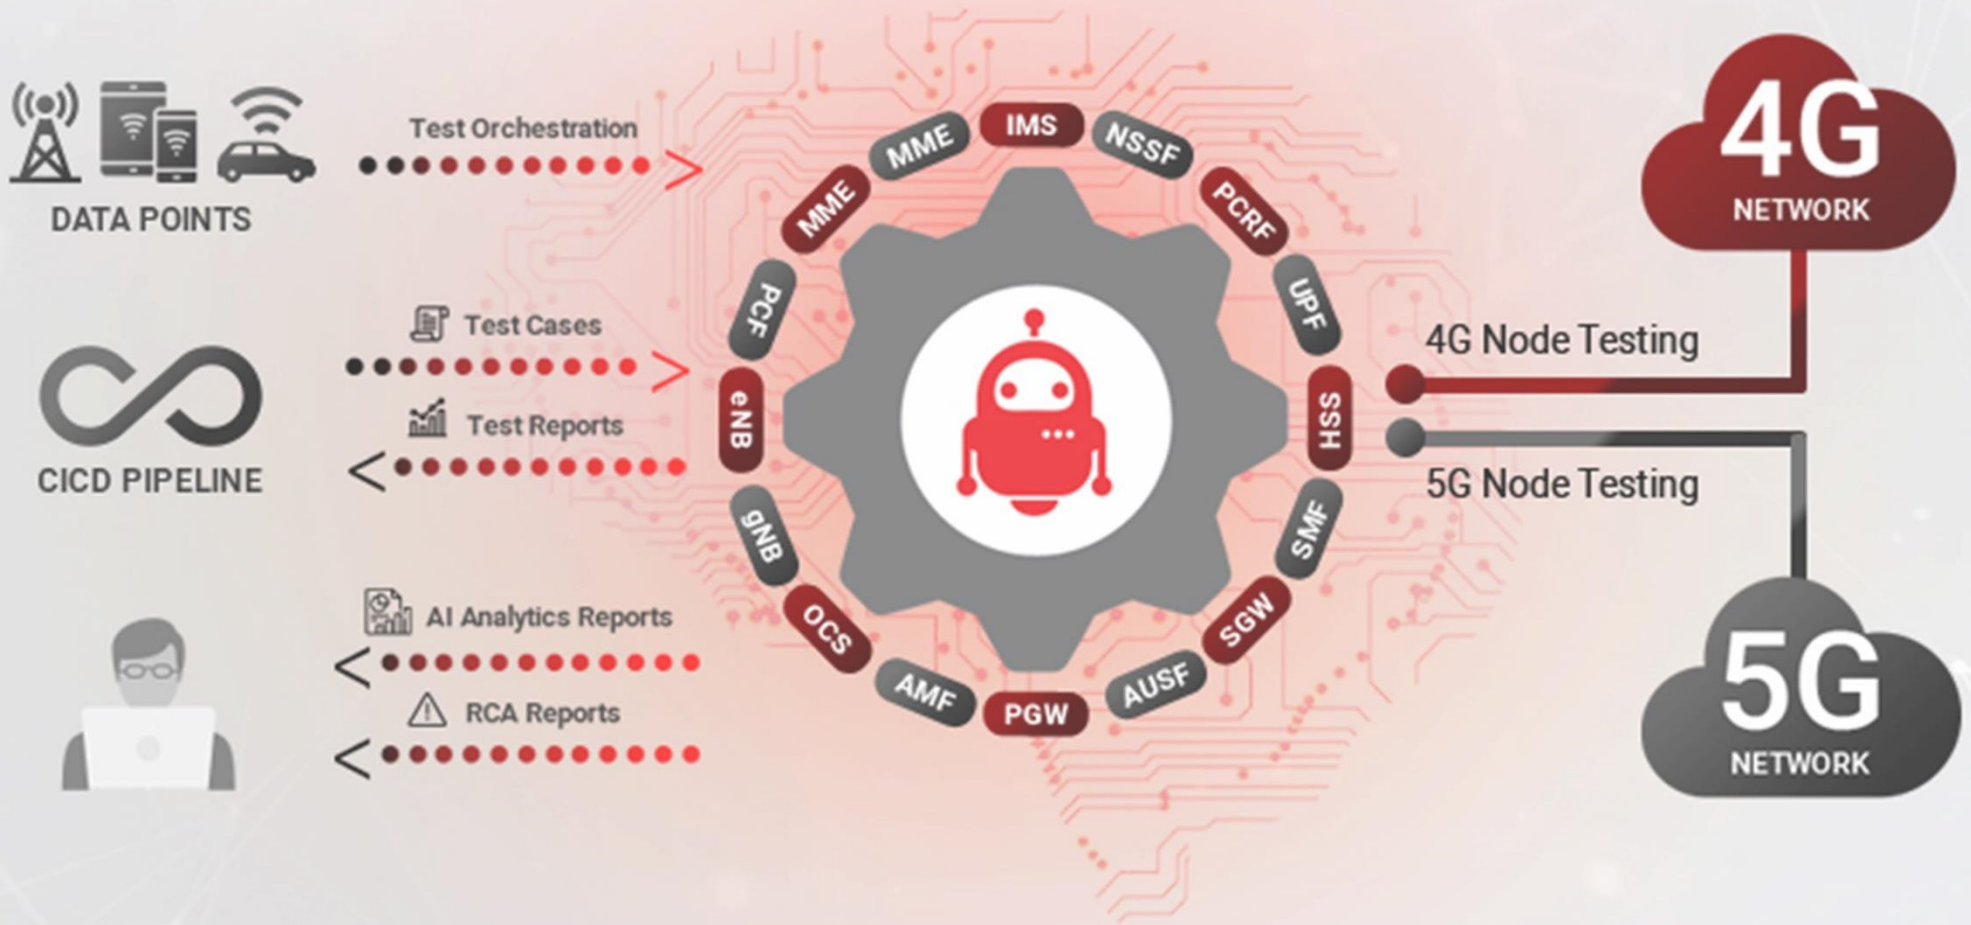 DATA POINTS
Test Orchestration
CICD PIPELINE
Test Cases
Test Reports
AI Analytics Reports
RCA Reports
IMS
NSSF
PCRF
UPF
HSS
SMF
SGW
AUSF
PGW
AMF
OCS
gNB
eNB
PCF
MME
MME
4G
NETWORK
4G Node Testing
5G Node Testing
5G
NETWORK